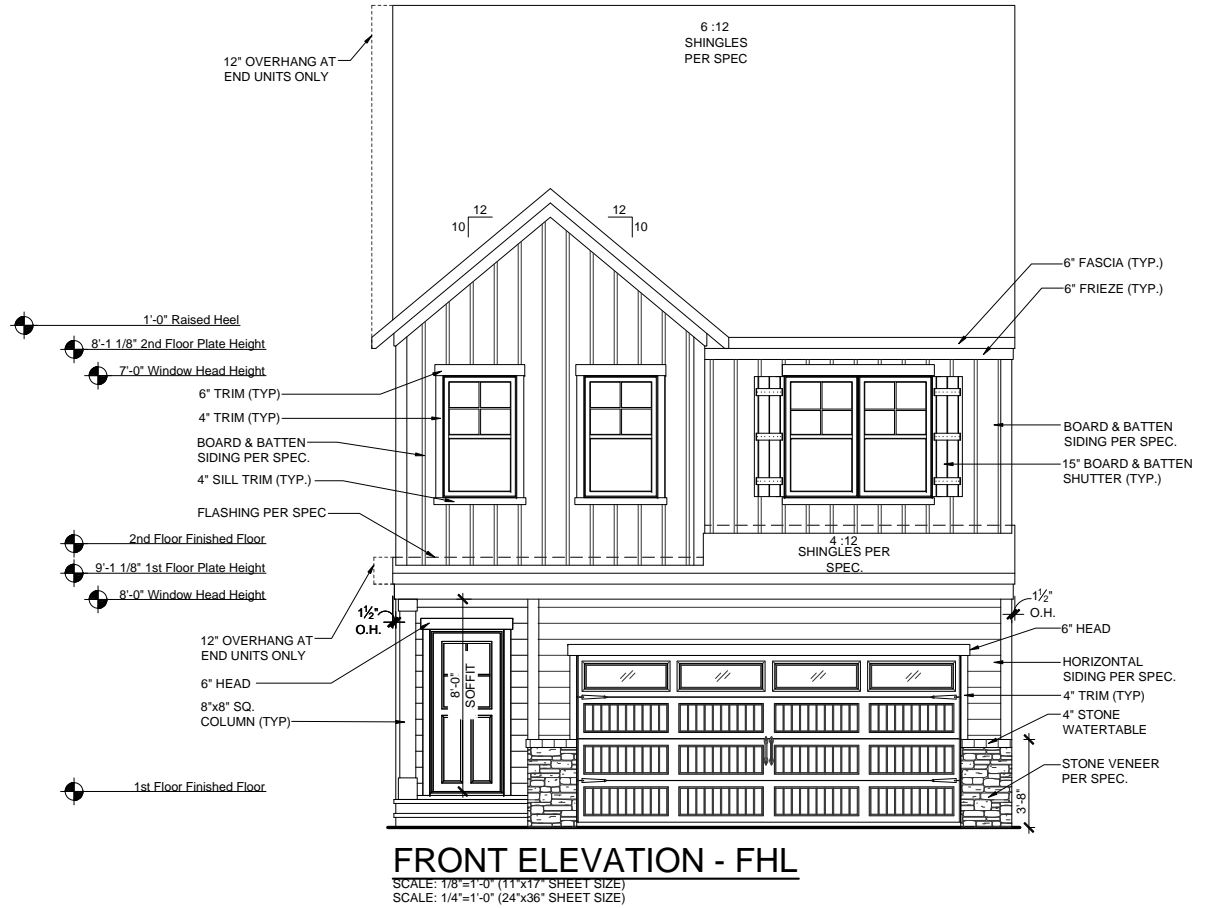 6 :12
SHINGLES
PER SPEC
12" OVERHANG AT
END UNITS ONLY
12
10
12
10
6" FASCIA (TYP.)
6" FRIEZE (TYP.)
1'-0" Raised Heel
8'-1 1/8" 2nd Floor Plate Height
7'-0" Window Head Height
6" TRIM (TYP)
4" TRIM (TYP)
BOARD & BATTEN
SIDING PER SPEC.
4" SILL TRIM (TYP.)
FLASHING PER SPEC
BOARD & BATTEN
SIDING PER SPEC.
15" BOARD & BATTEN
SHUTTER (TYP.)
2nd Floor Finished Floor
9'-1 1/8" 1st Floor Plate Height
8'-0" Window Head Height
4 :12
SHINGLES PER
SPEC.
1½"
O.H.
1½"
O.H.
12" OVERHANG AT
END UNITS ONLY
6" HEAD
8"x8" SQ.
COLUMN (TYP)
8'-0"
SOFFIT
6" HEAD
HORIZONTAL
SIDING PER SPEC.
4" TRIM (TYP)
4" STONE
WATERTABLE
STONE VENEER
PER SPEC.
3'-8"
1st Floor Finished Floor
FRONT ELEVATION - FHL
SCALE: 1/8"=1'-0" (11"x17" SHEET SIZE)
SCALE: 1/4"=1'-0" (24"x36" SHEET SIZE)